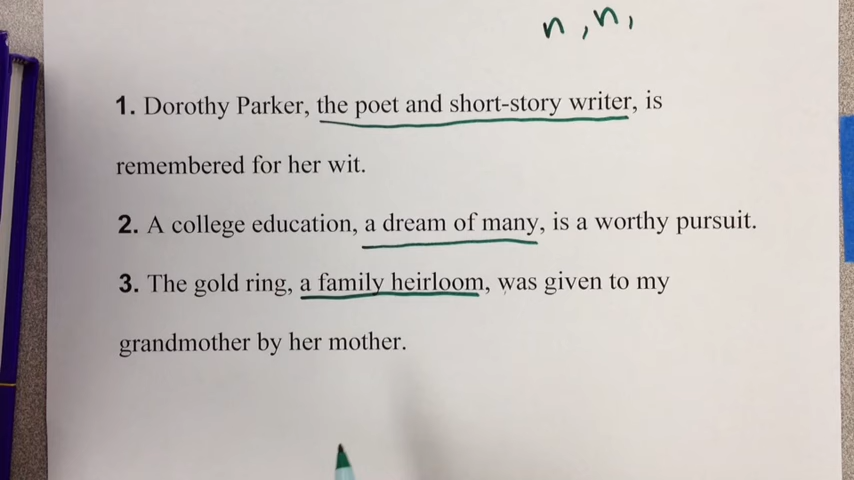 n, n,
1. Dorothy Parker, the poet and short-story writer, is
remembered for her wit.
2. A college education, a dream of many, is a worthy pursuit.
3. The gold ring, a family heirloom, was given to my
grandmother by her mother.